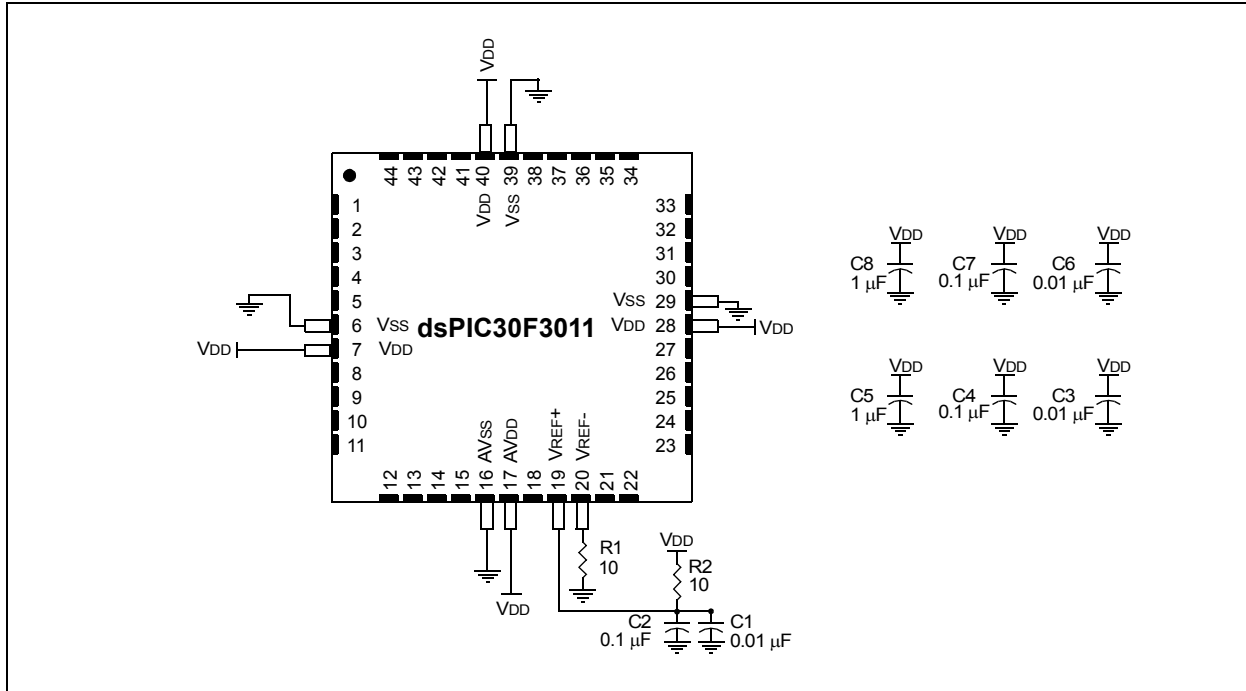 VDD
44 43 42 41 40 39 38 37 36 35 34
VDD VSS
1
2
3
4
5
6 VSS
7 VDD
8
9
10
11
dsPIC30F3011
33
32
31
30
VSS 29
VDD 28
27
26
25
24
23
VDD
VDD
AVSS AVDD VREF+ VREF-
12 13 14 15 16 17 18 19 20 21 22
VDD
R1
10
VDD
R2
10
C2
0.1 μF
C1
0.01 μF
VDD
C8
1 μF
VDD
C7
0.1 μF
VDD
C6
0.01 μF
VDD
C5
1 μF
VDD
C4
0.1 μF
VDD
C3
0.01 μF